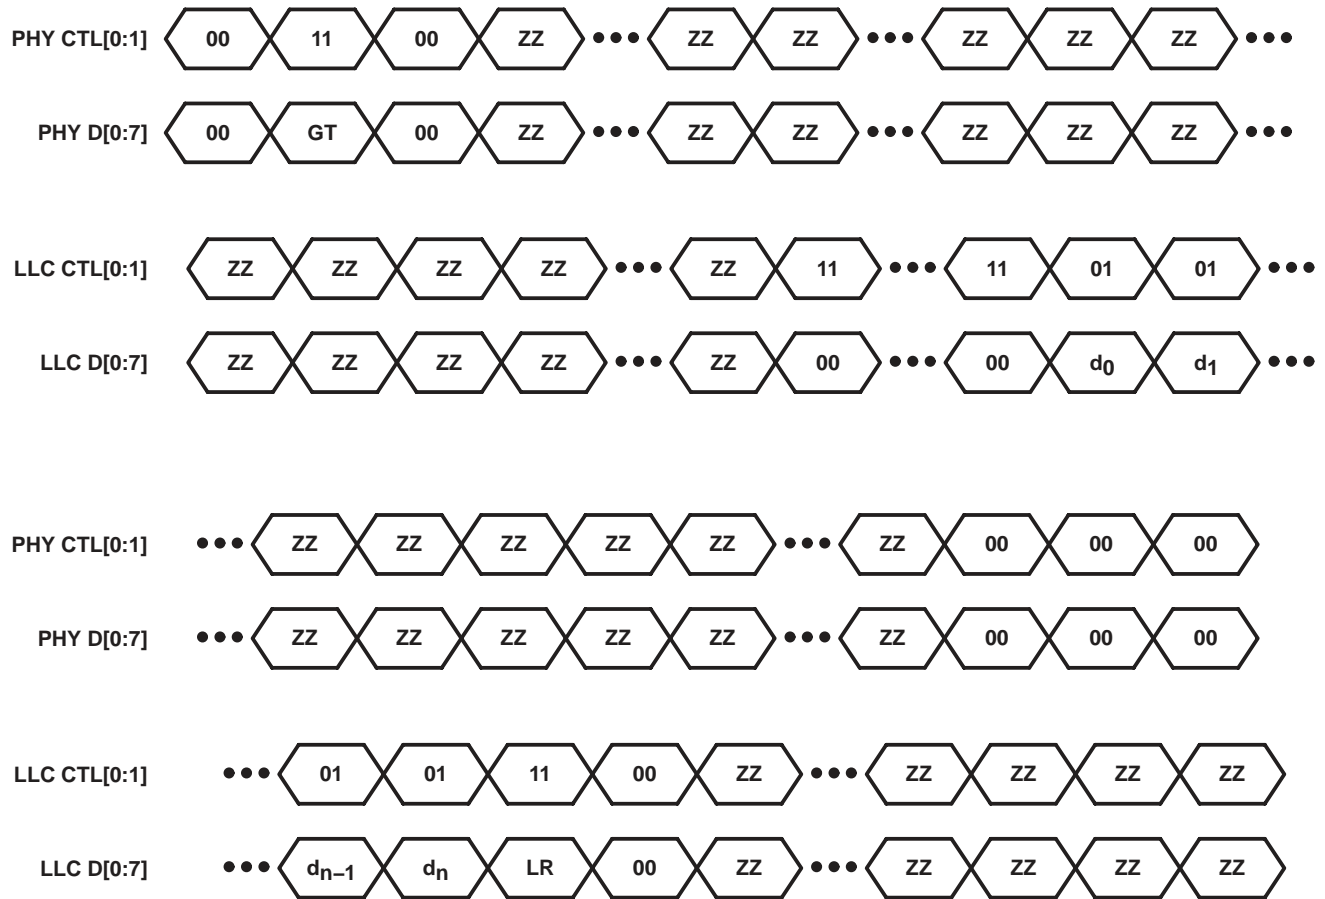 PHY CTL[0:1] 00 11 00 ZZ ••• ZZ ZZ ••• ZZ ZZ ZZ •••
PHY D[0:7] 00 GT 00 ZZ ••• ZZ ZZ ••• ZZ ZZ ZZ •••
LLC CTL[0:1] ZZ ZZ ZZ ZZ ••• ZZ 11 ••• 11 01 01 •••
LLC D[0:7] ZZ ZZ ZZ ZZ ••• ZZ 00 ••• 00 d0 d1 •••
PHY CTL[0:1] ••• ZZ ZZ ZZ ZZ ZZ ••• ZZ 00 00 00
PHY D[0:7] ••• ZZ ZZ ZZ ZZ ZZ ••• ZZ 00 00 00
LLC CTL[0:1] ••• 01 01 11 00 ZZ ••• ZZ ZZ ZZ ZZ
LLC D[0:7] ••• dn–1 dn LR 00 ZZ ••• ZZ ZZ ZZ ZZ